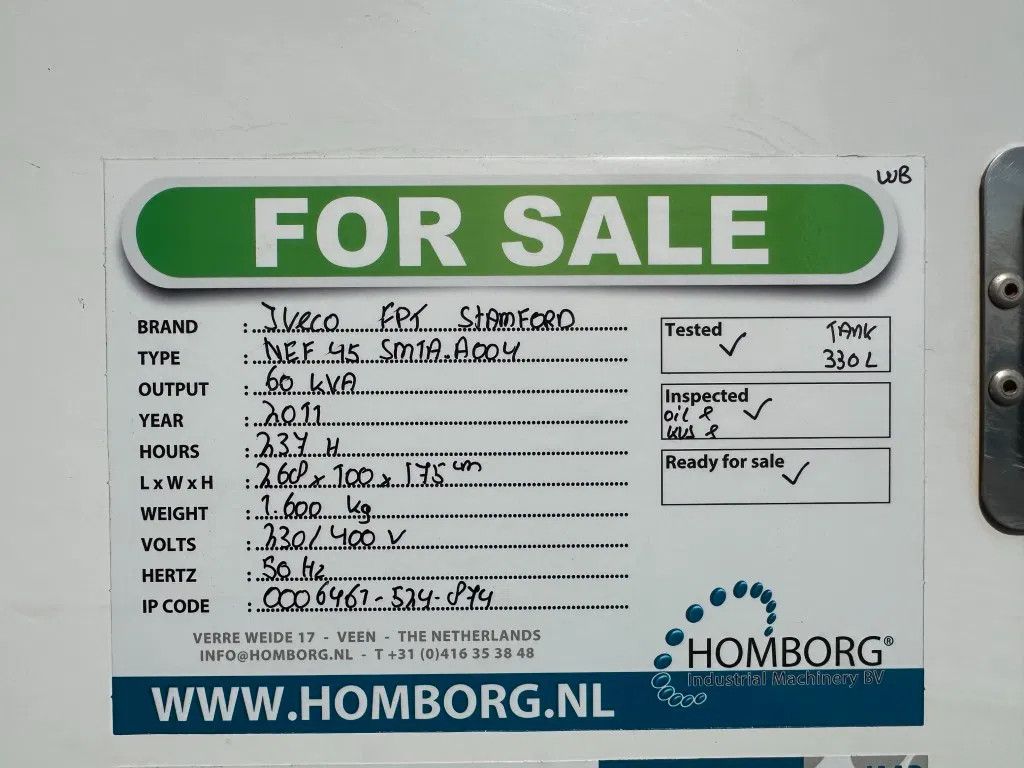 WB
FOR SALE
BRAND : Iveco FPT STAMFORD
TYPE : NEF 45 SM1A.A004
OUTPUT : 60 kVA
YEAR : 2011
HOURS : 237 H
L x W x H : 268 x 100 x 175 cm
WEIGHT : 1.600 kg
VOLTS : 230/400 V
HERTZ : 50 Hz
IP CODE : 0006461-524-874
Tested ✓ TANK
330 L
Inspected ✓
oil &
Ready for sale ✓
VERRE WEIDE 17 - VEEN - THE NETHERLANDS
INFO@HOMBORG.NL - T +31 (0)416 35 38 48
HOMBORG®
Industrial Machinery BV
WWW.HOMBORG.NL